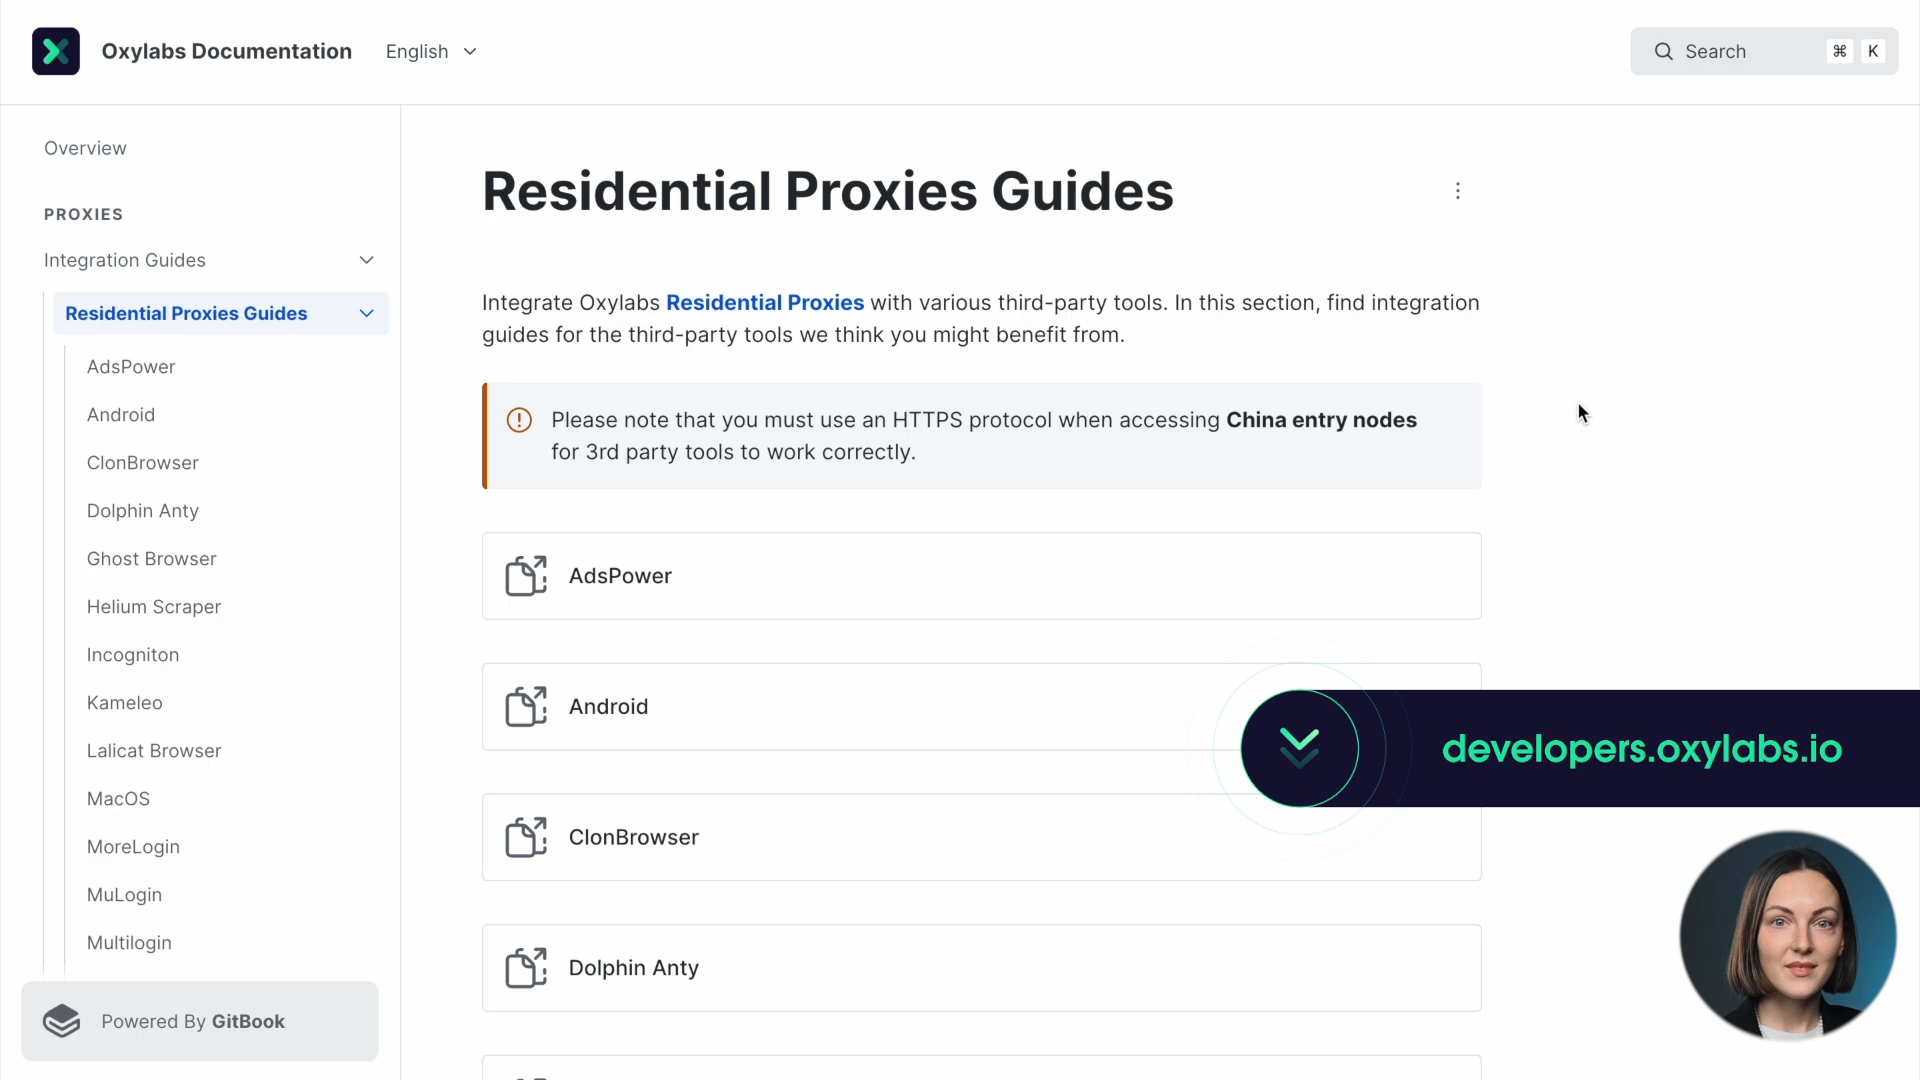 Oxylabs Documentation
English
Search
⌘ K
Overview
PROXIES
Integration Guides
Residential Proxies Guides
AdsPower
Android
ClonBrowser
Dolphin Anty
Ghost Browser
Helium Scraper
Incogniton
Kameleo
Lalicat Browser
MacOS
MoreLogin
MuLogin
Multilogin
Powered By GitBook
Residential Proxies Guides
Integrate Oxylabs Residential Proxies with various third-party tools. In this section, find integration
guides for the third-party tools we think you might benefit from.
Please note that you must use an HTTPS protocol when accessing China entry nodes
for 3rd party tools to work correctly.
AdsPower
Android
ClonBrowser
Dolphin Anty
developers.oxylabs.io